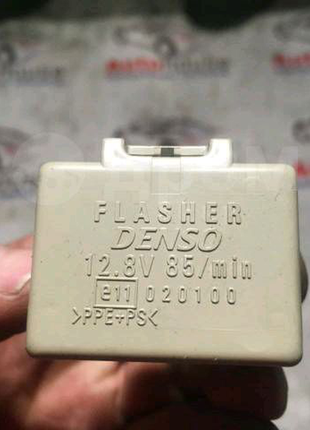 FLASHER
DENSO
12.8V 85/min
e11 020100
>PPE+PS<